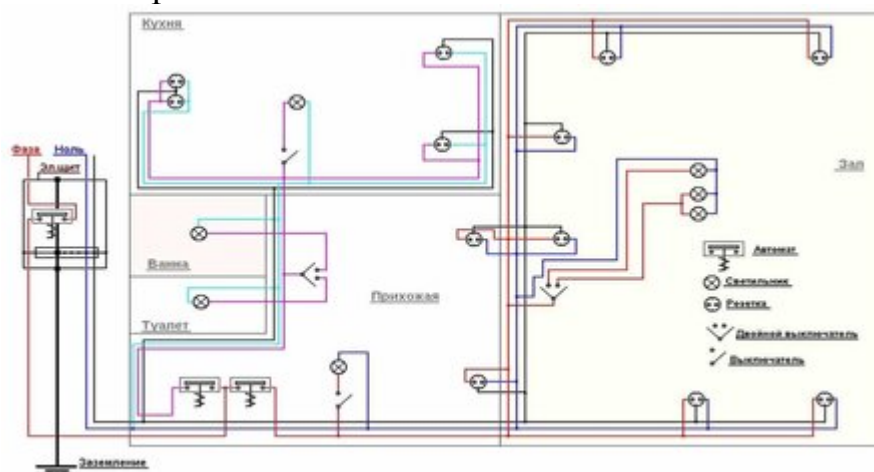 Кухня
Фаза
Ноль
Эл.щит
Зал
Ванна
Автомат
Светильник
Прихожая
Розетка
Туалет
Двойной выключатель
Выключатель
Заземление